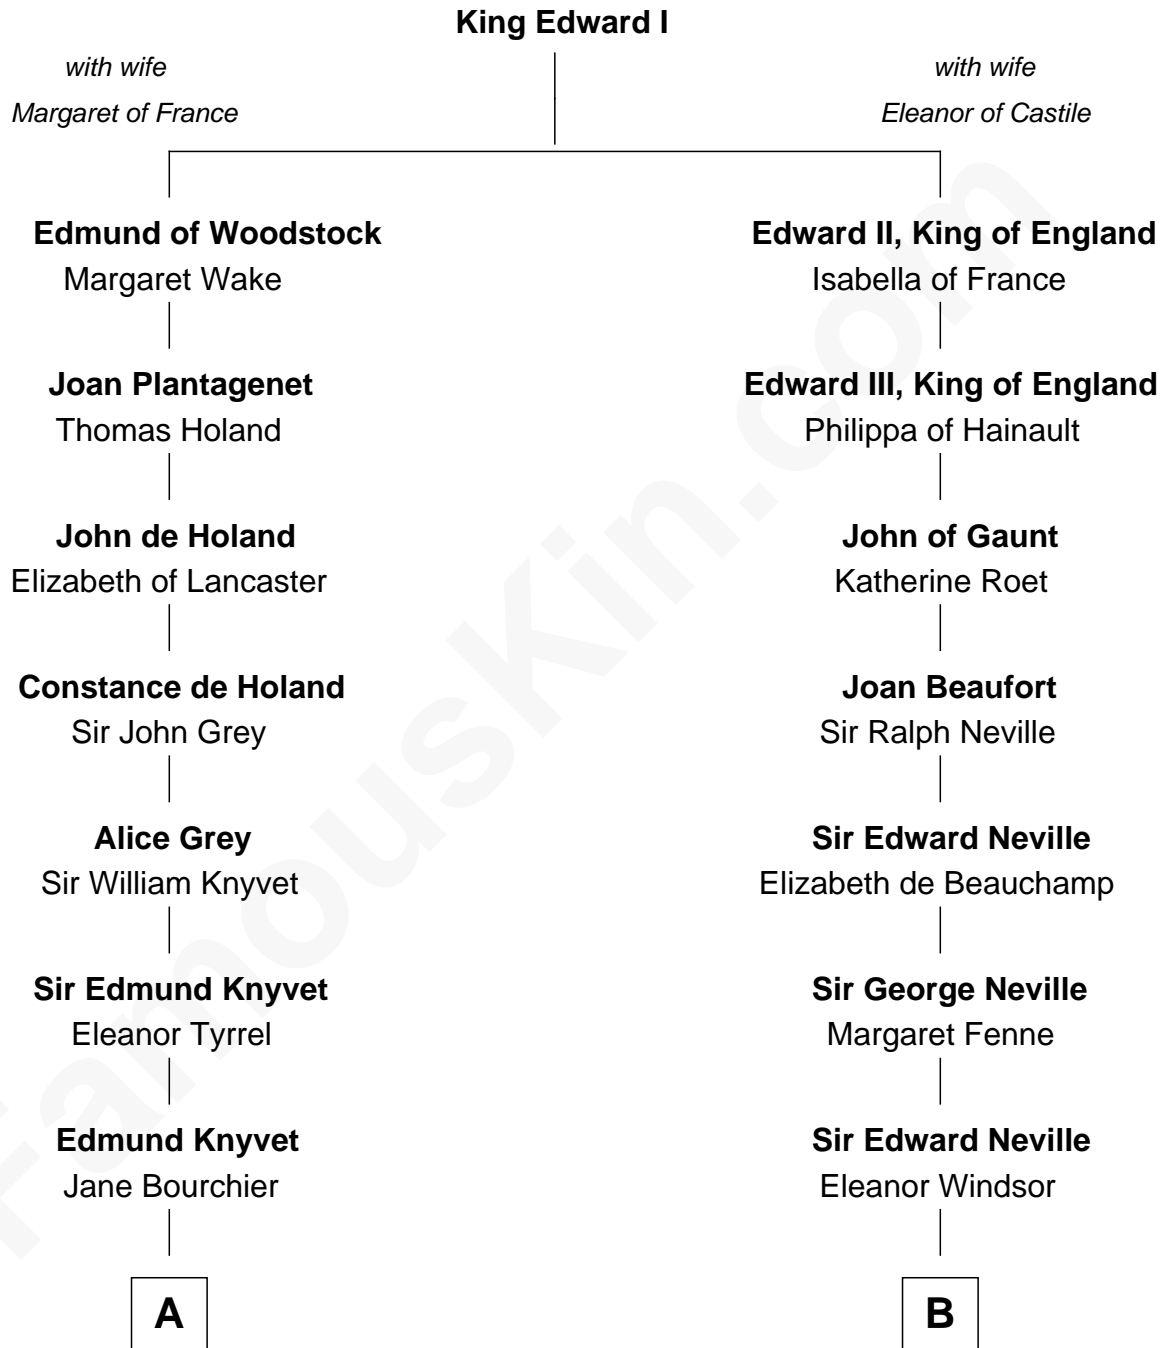 King Edward I
with wife
Margaret of France
with wife
Eleanor of Castile
Edmund of Woodstock
Margaret Wake
Edward II, King of England
Isabella of France
Joan Plantagenet
Thomas Holand
Edward III, King of England
Philippa of Hainault
John de Holand
Elizabeth of Lancaster
John of Gaunt
Katherine Roet
Constance de Holand
Sir John Grey
Joan Beaufort
Sir Ralph Neville
Alice Grey
Sir William Knyvet
Sir Edward Neville
Elizabeth de Beauchamp
Sir Edmund Knyvet
Eleanor Tyrrel
Sir George Neville
Margaret Fenne
Edmund Knyvet
Jane Bourchier
Sir Edward Neville
Eleanor Windsor
A
B
FamousKin.com